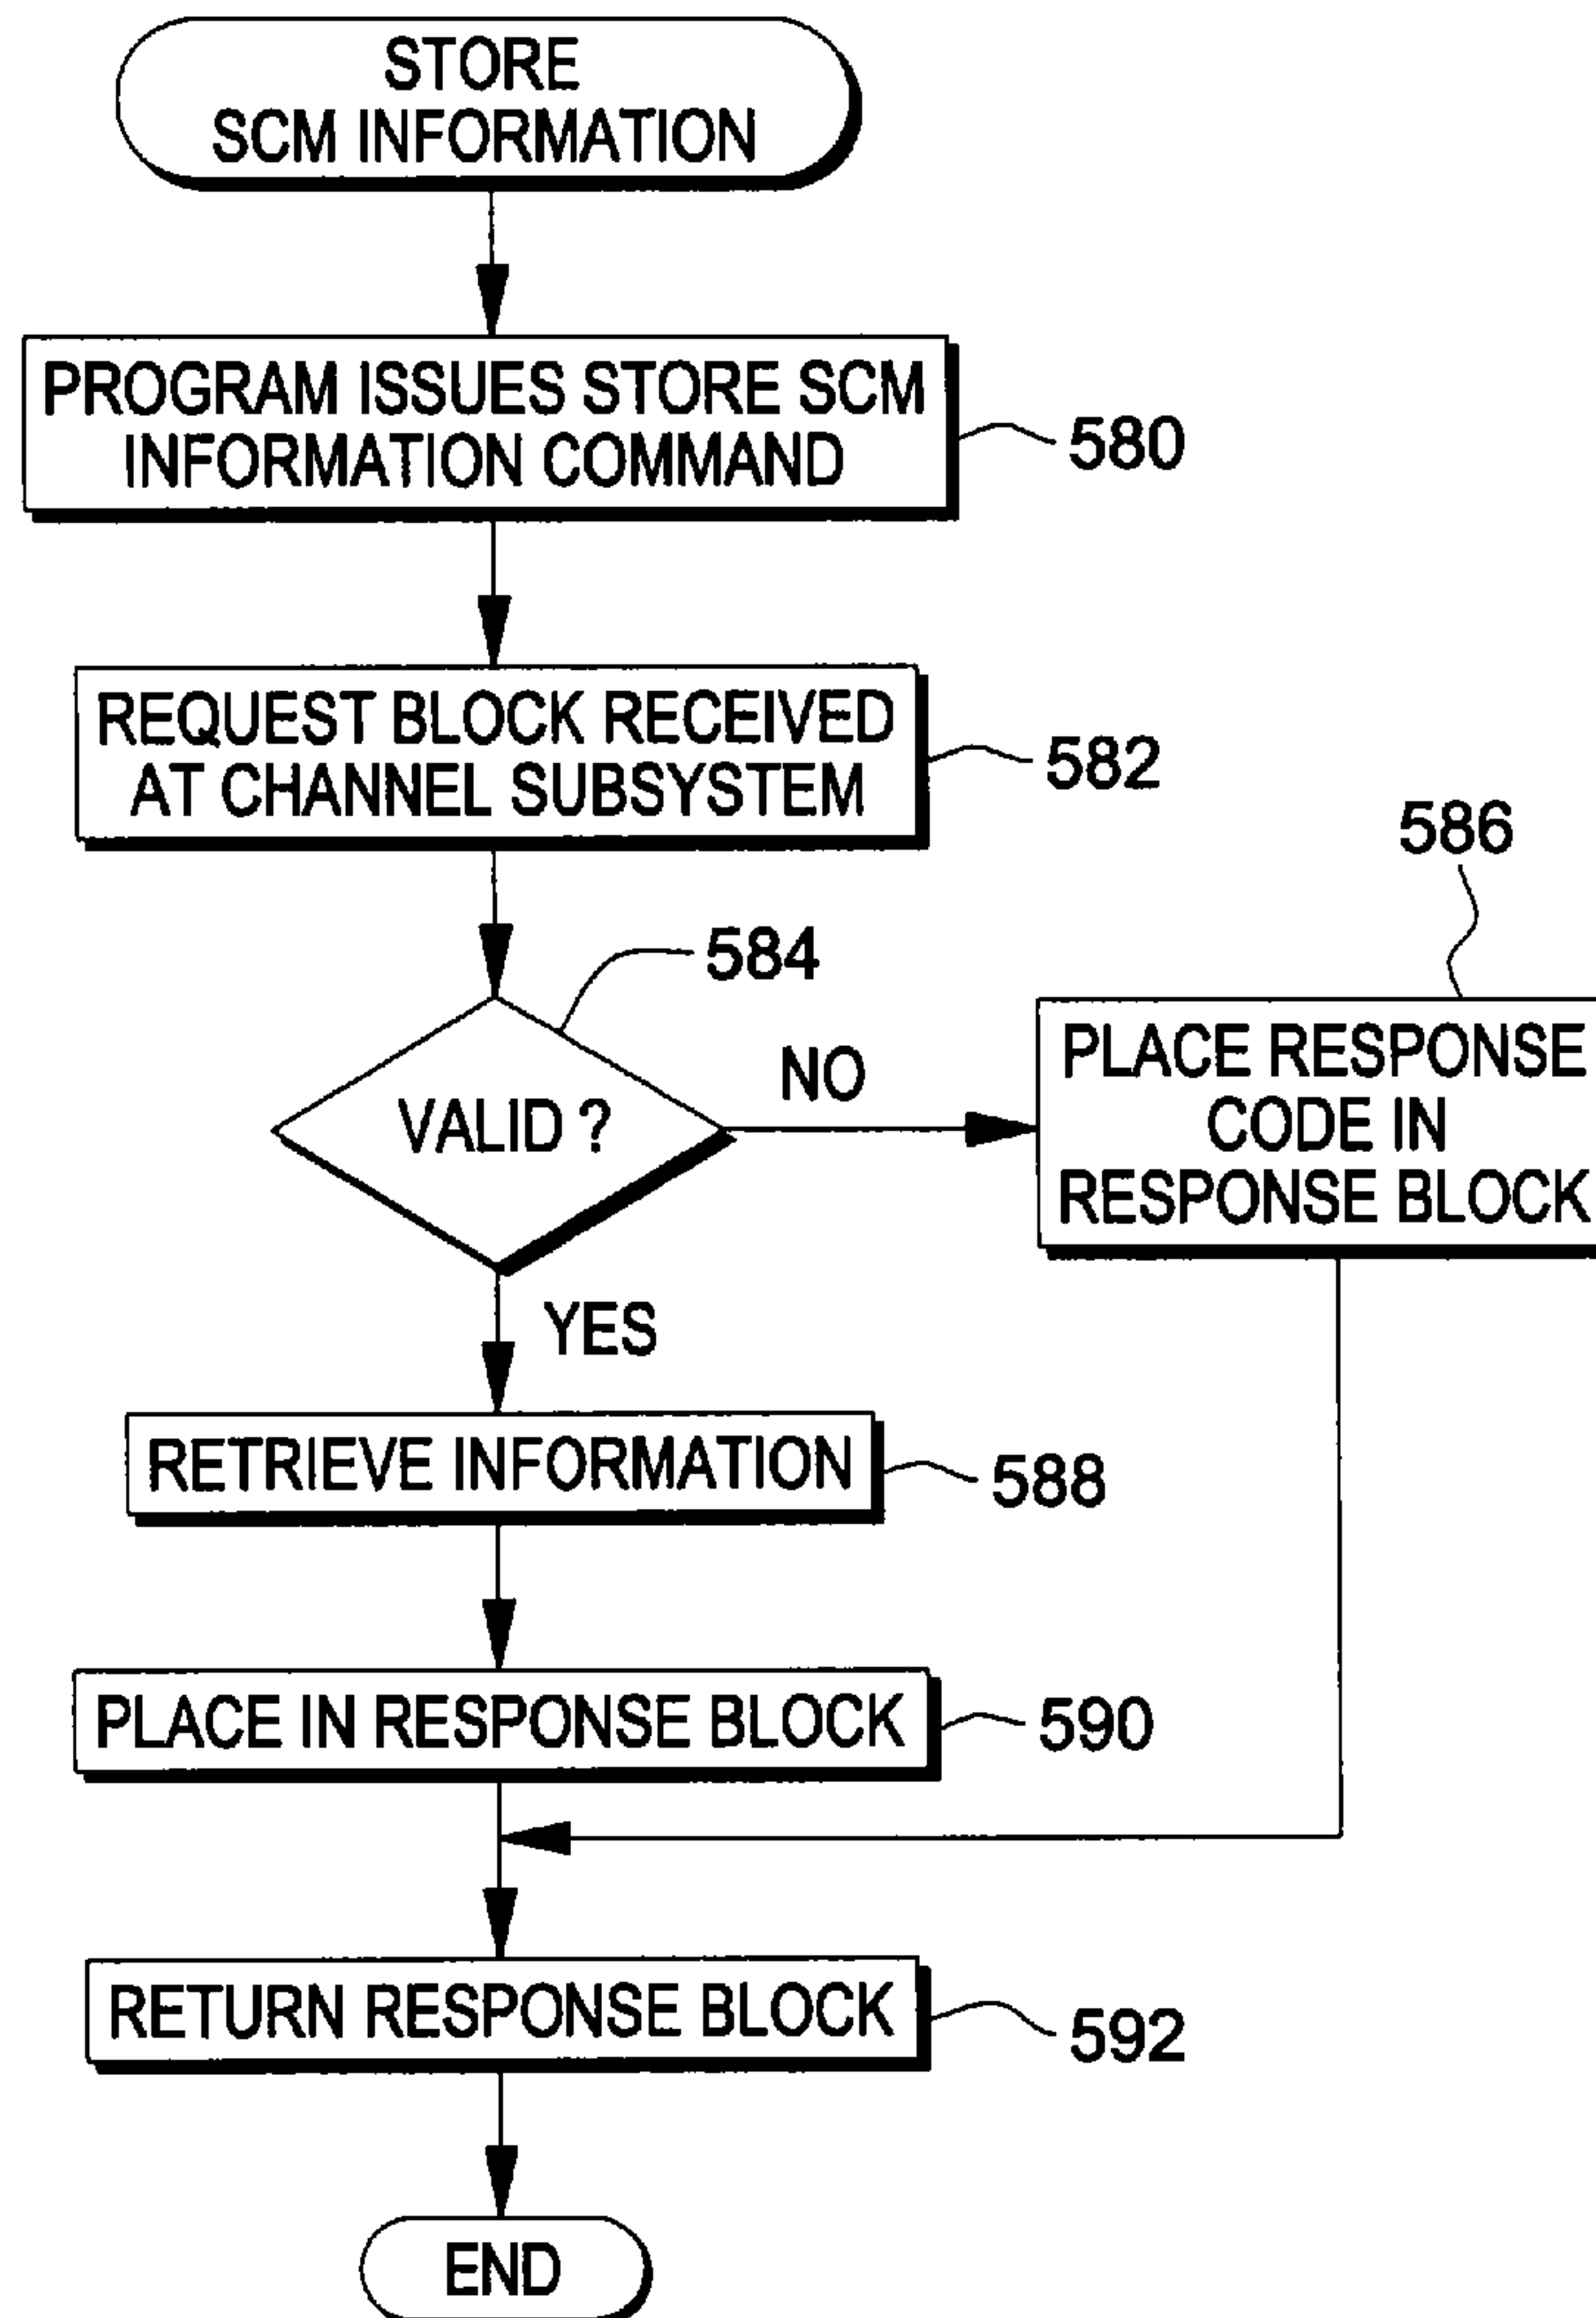 STORE
SCM INFORMATION
PROGRAM ISSUES STORE SCM
INFORMATION COMMAND
580
REQUEST BLOCK RECEIVED
AT CHANNEL SUBSYSTEM
582
586
584
VALID ?
NO
PLACE RESPONSE
CODE IN
RESPONSE BLOCK
YES
RETRIEVE INFORMATION
588
PLACE IN RESPONSE BLOCK
590
RETURN RESPONSE BLOCK
592
END